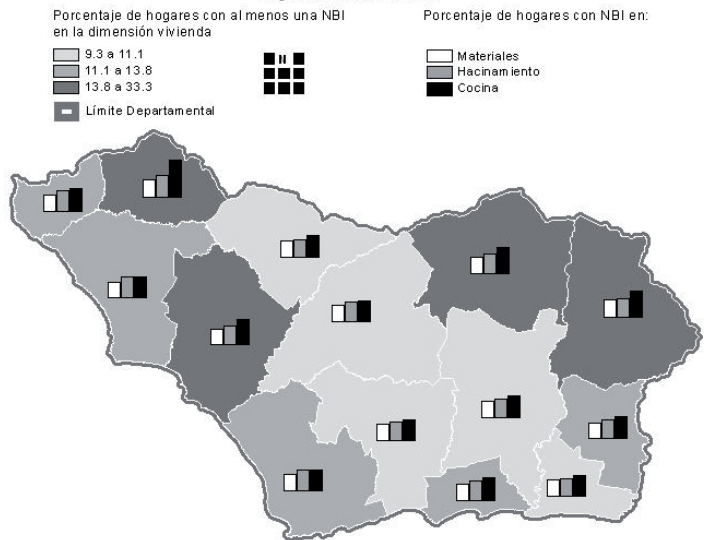 Porcentaje de hogares con al menos una NBI
en la dimensión vivienda
9.3 a 11.1
11.1 a 13.8
13.8 a 33.3
Límite Departamental
N
Porcentaje de hogares con NBI en:
Materiales
Hacinamiento
Cocina